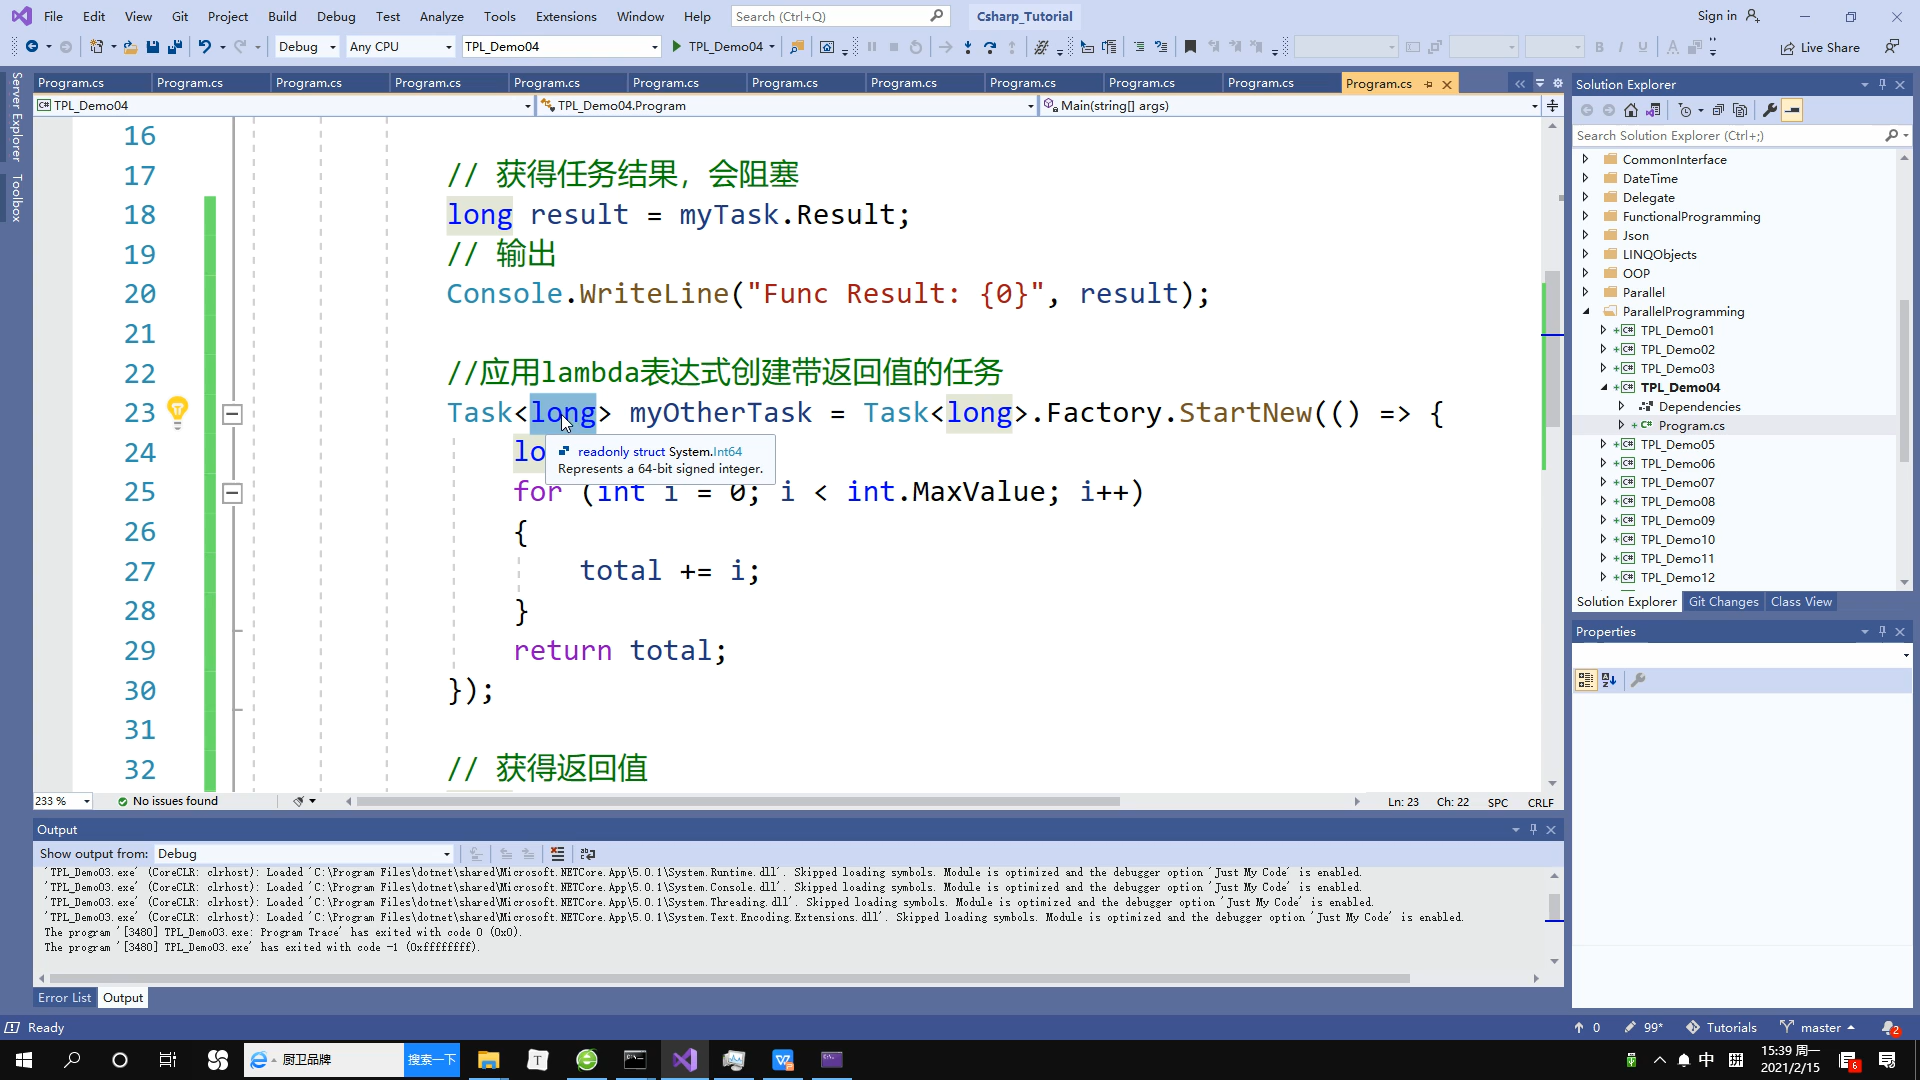 File Edit View Git Project Build Debug Test Analyze Tools Extensions Window Help Search (Ctrl+Q) Csharp_Tutorial Sign in
Debug Any CPU TPL_Demo04 TPL_Demo04 Live Share
Server Explorer
Toolbox
Program.cs Program.cs Program.cs Program.cs Program.cs Program.cs Program.cs Program.cs Program.cs Program.cs Program.cs Program.cs
TPL_Demo04 TPL_Demo04.Program Main(string[] args)
16
17 // 获得任务结果，会阻塞
18 long result = myTask.Result;
19 // 输出
20 Console.WriteLine("Func Result: {0}", result);
21
22 //应用lambda表达式创建带返回值的任务
23 Task<long> myOtherTask = Task<long>.Factory.StartNew(() => {
24 lo
readonly struct System.Int64
Represents a 64-bit signed integer.
25 for (int i = 0; i < int.MaxValue; i++)
26 {
27 total += i;
28 }
29 return total;
30 });
31
32 // 获得返回值
233 % No issues found Ln: 23 Ch: 22 SPC CRLF
Output
Show output from: Debug
'TPL_Demo03.exe' (CoreCLR: clrhost): Loaded 'C:\Program Files\dotnet\shared\Microsoft.NETCore.App\5.0.1\System.Runtime.dll'. Skipped loading symbols. Module is optimized and the debugger option 'Just My Code' is enabled.
'TPL_Demo03.exe' (CoreCLR: clrhost): Loaded 'C:\Program Files\dotnet\shared\Microsoft.NETCore.App\5.0.1\System.Console.dll'. Skipped loading symbols. Module is optimized and the debugger option 'Just My Code' is enabled.
'TPL_Demo03.exe' (CoreCLR: clrhost): Loaded 'C:\Program Files\dotnet\shared\Microsoft.NETCore.App\5.0.1\System.Threading.dll'. Skipped loading symbols. Module is optimized and the debugger option 'Just My Code' is enabled.
'TPL_Demo03.exe' (CoreCLR: clrhost): Loaded 'C:\Program Files\dotnet\shared\Microsoft.NETCore.App\5.0.1\System.Text.Encoding.Extensions.dll'. Skipped loading symbols. Module is optimized and the debugger option 'Just My Code' is enabled.
The program '[3480] TPL_Demo03.exe: Program Trace' has exited with code 0 (0x0).
The program '[3480] TPL_Demo03.exe' has exited with code -1 (0xffffffff).
Error List Output
Solution Explorer
Search Solution Explorer (Ctrl+;)
CommonInterface
DateTime
Delegate
FunctionalProgramming
Json
LINQObjects
OOP
Parallel
ParallelProgramming
TPL_Demo01
TPL_Demo02
TPL_Demo03
TPL_Demo04
Dependencies
Program.cs
TPL_Demo05
TPL_Demo06
TPL_Demo07
TPL_Demo08
TPL_Demo09
TPL_Demo10
TPL_Demo11
TPL_Demo12
Solution Explorer Git Changes Class View
Properties
Ready 0 99* Tutorials master 2
厨卫品牌 搜索一下 中 15:39 周一
2021/2/15 6